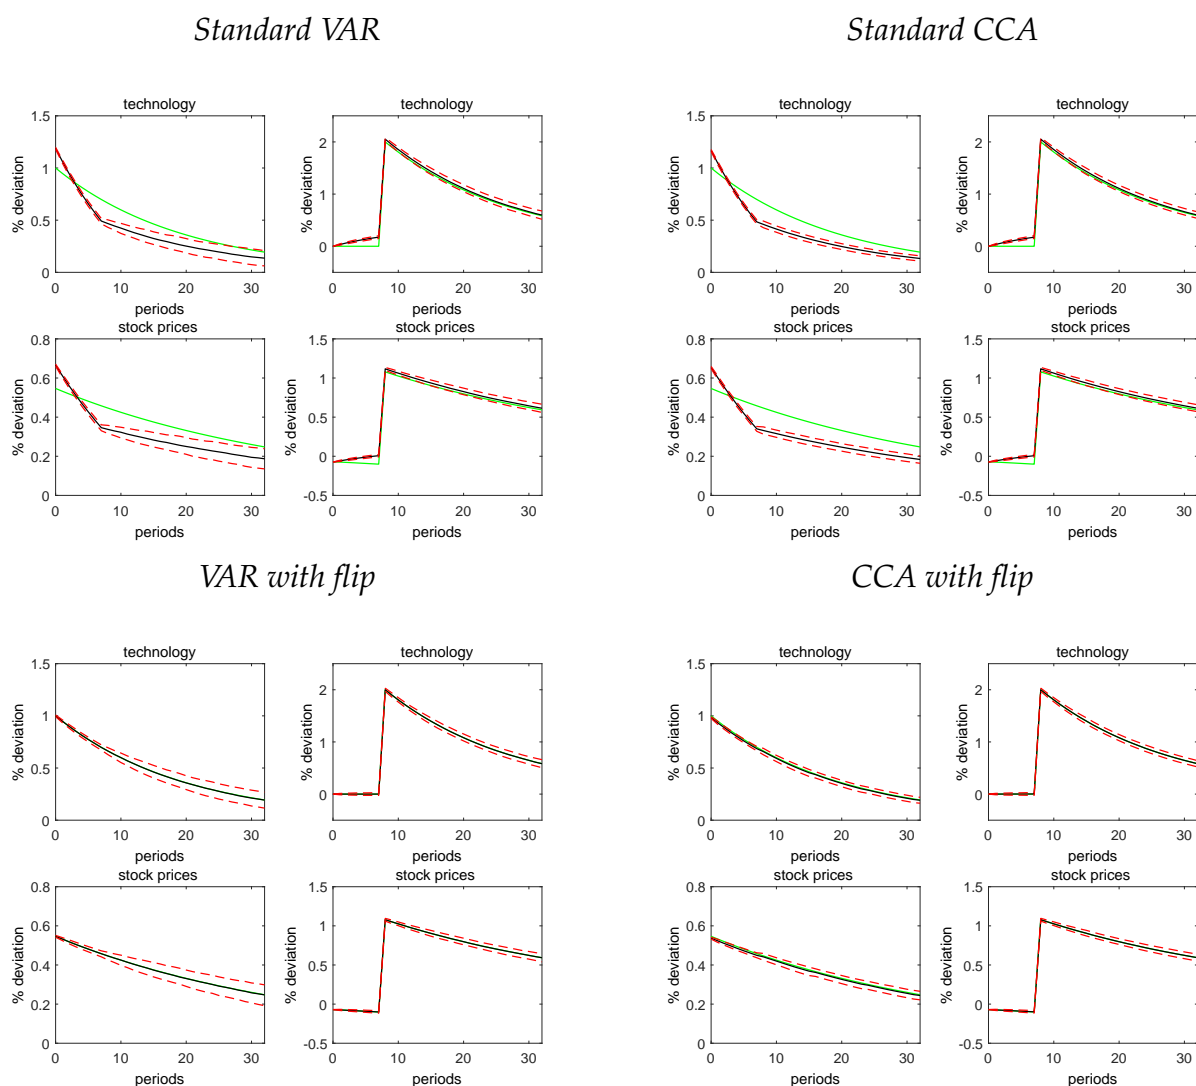 Standard VAR
Standard CCA
technology
% deviation
1.5
1
0.5
0
0 10 20 30
periods
technology
% deviation
2
1
0
0 10 20 30
periods
stock prices
% deviation
0.8
0.6
0.4
0.2
0
0 10 20 30
periods
stock prices
% deviation
1.5
1
0.5
0
-0.5
0 10 20 30
periods
technology
% deviation
1.5
1
0.5
0
0 10 20 30
periods
technology
% deviation
2
1
0
0 10 20 30
periods
stock prices
% deviation
0.8
0.6
0.4
0.2
0
0 10 20 30
periods
stock prices
% deviation
1.5
1
0.5
0
-0.5
0 10 20 30
periods
VAR with flip
CCA with flip
technology
% deviation
1.5
1
0.5
0
0 10 20 30
periods
technology
% deviation
2
1
0
0 10 20 30
periods
stock prices
% deviation
0.8
0.6
0.4
0.2
0
0 10 20 30
periods
stock prices
% deviation
1.5
1
0.5
0
-0.5
0 10 20 30
periods
technology
% deviation
1.5
1
0.5
0
0 10 20 30
periods
technology
% deviation
2
1
0
0 10 20 30
periods
stock prices
% deviation
0.8
0.6
0.4
0.2
0
0 10 20 30
periods
stock prices
% deviation
1.5
1
0.5
0
-0.5
0 10 20 30
periods